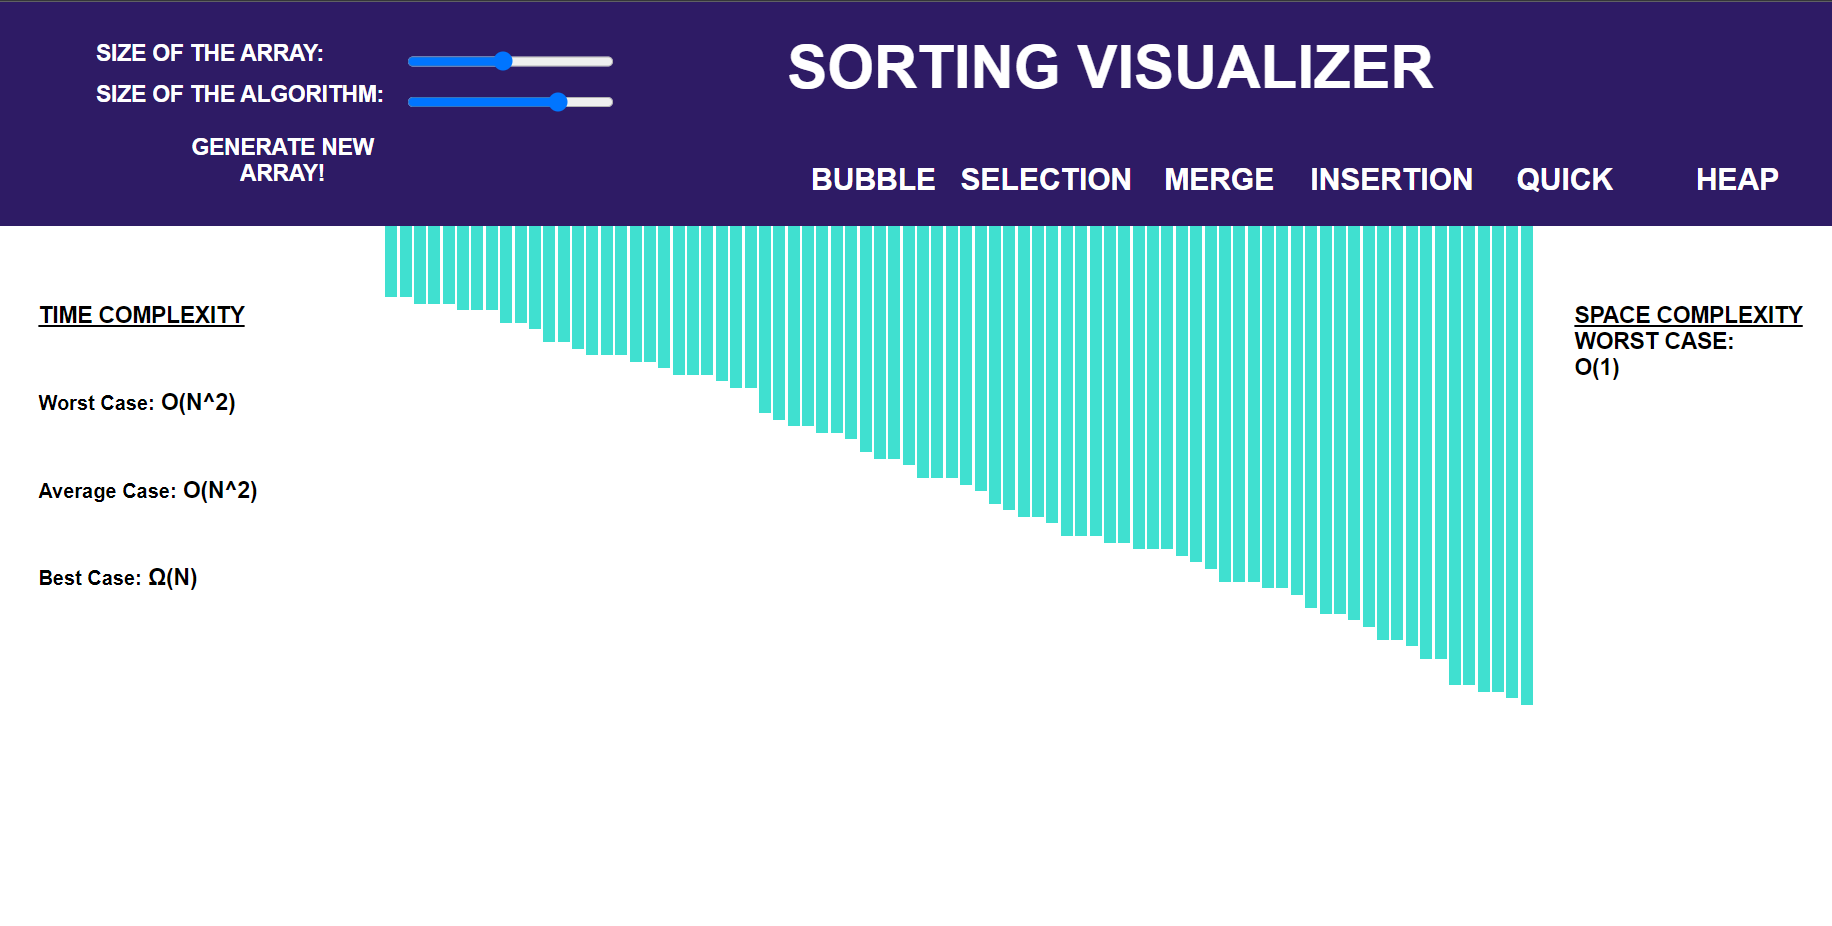 SIZE OF THE ARRAY:
SIZE OF THE ALGORITHM:
GENERATE NEW
ARRAY!
SORTING VISUALIZER
BUBBLE SELECTION MERGE INSERTION QUICK HEAP
TIME COMPLEXITY
Worst Case: O(N^2)
Average Case: O(N^2)
Best Case: Ω(N)
SPACE COMPLEXITY
WORST CASE:
O(1)